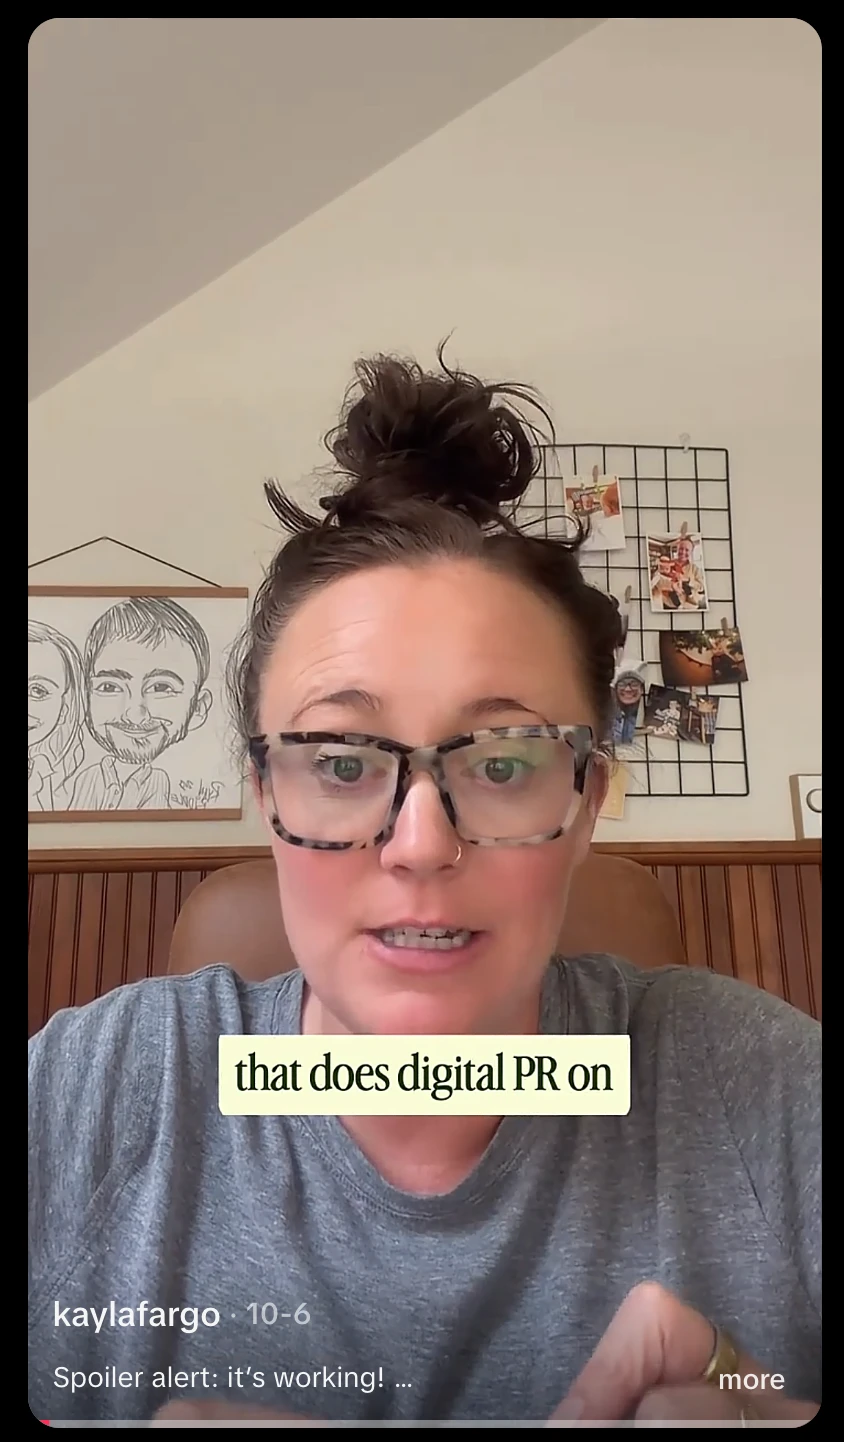 that does digital PR on
kaylafargo · 10-6
Spoiler alert: it's working! ... more